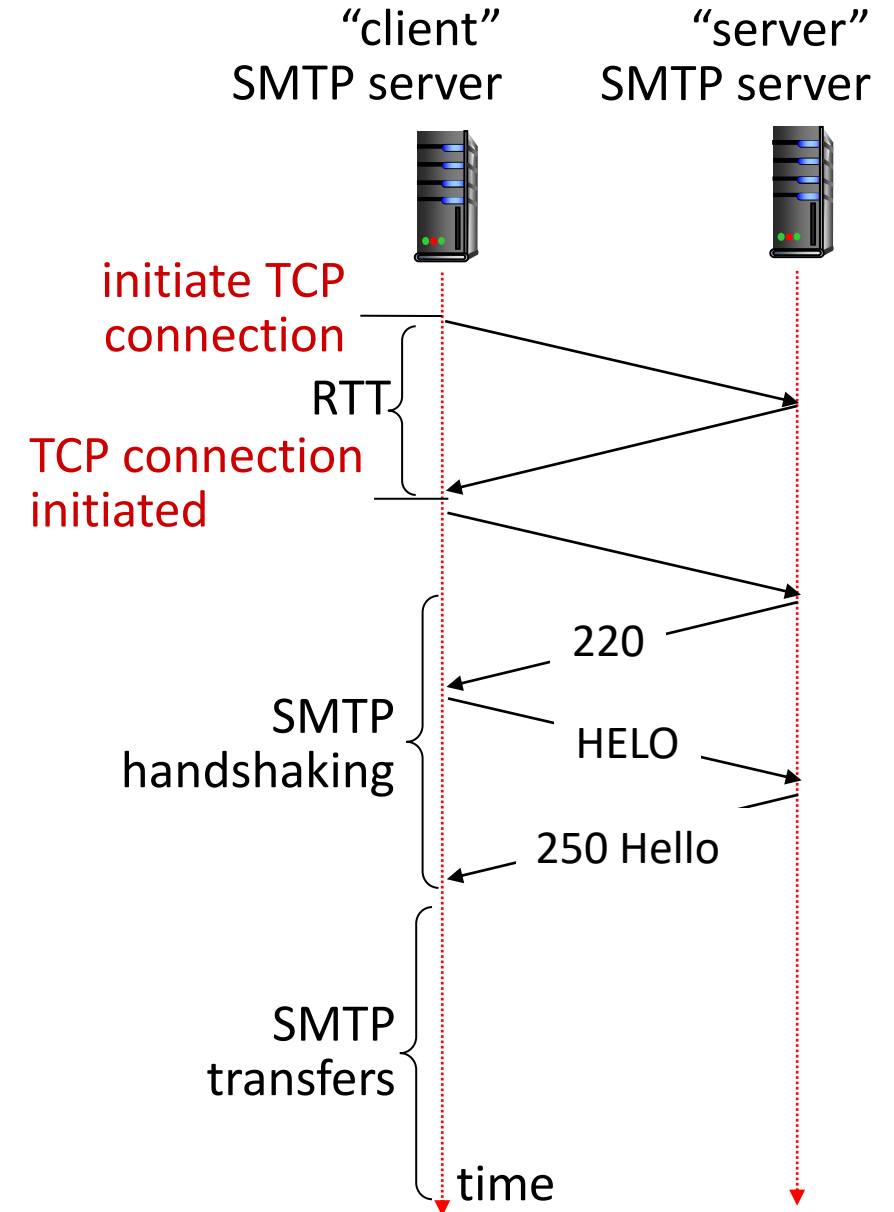 “client”
SMTP server
“server”
SMTP server
initiate TCP
connection
RTT
TCP connection
initiated
220
SMTP
handshaking
HELO
250 Hello
SMTP
transfers
time